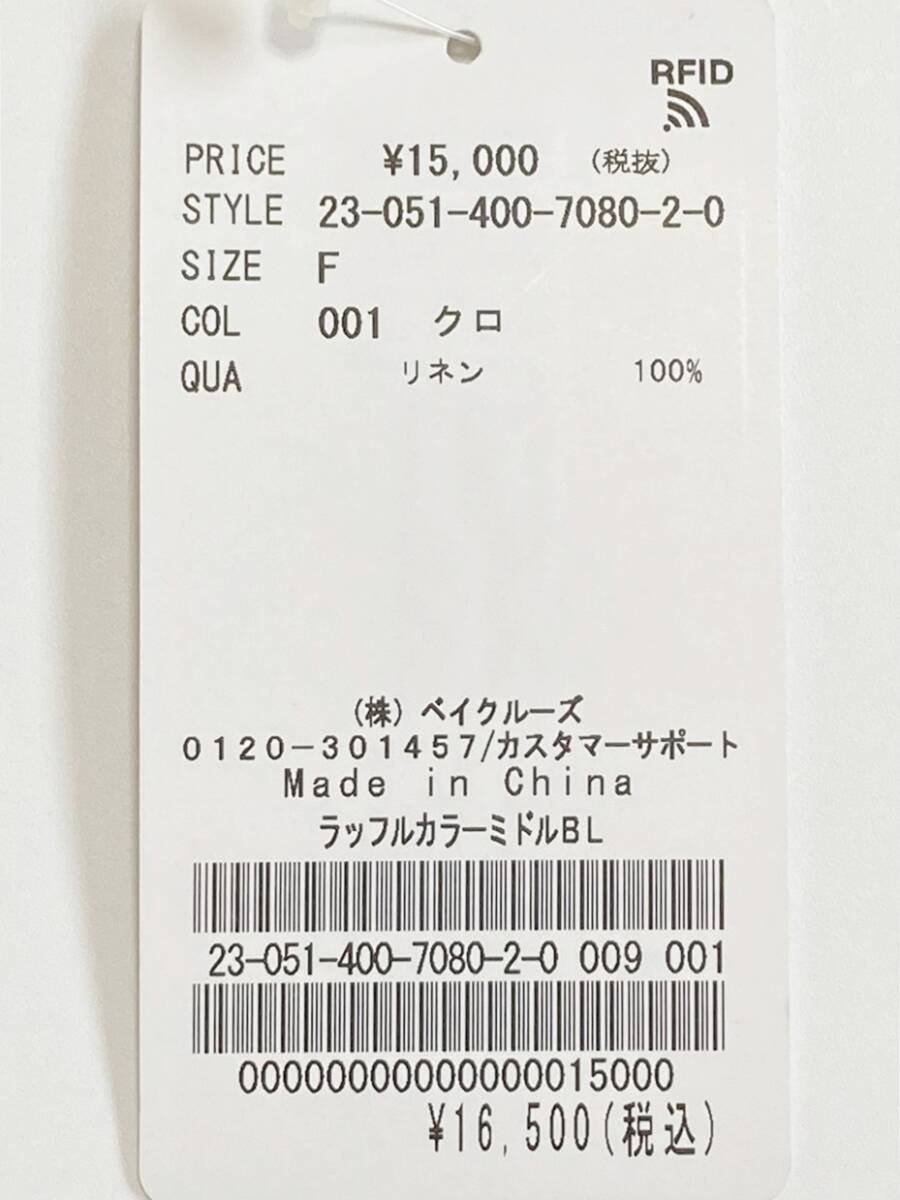 RFID
PRICE ¥15,000 (税抜)
STYLE 23-051-400-7080-2-0
SIZE F
COL 001 クロ
QUA リネン 100%
(株)ベイクルーズ
0120-301457/カスタマーサポート
Made in China
ラッフルカラーミドルBL
23-051-400-7080-2-0 009 001
00000000000000015000
¥16,500(税込)